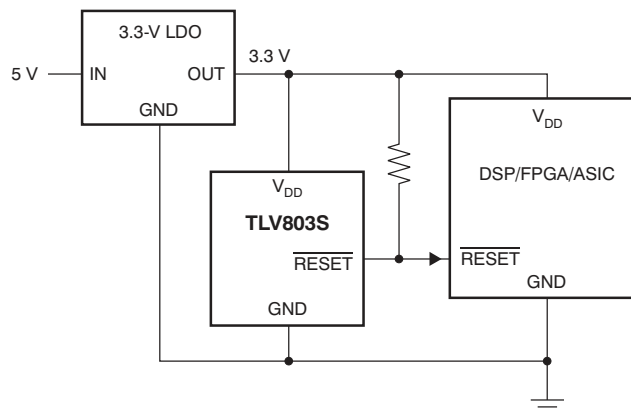 3.3-V LDO
5 V
IN
OUT
3.3 V
GND
VDD
DSP/FPGA/ASIC
VDD
TLV803S
RESET
RESET
GND
GND